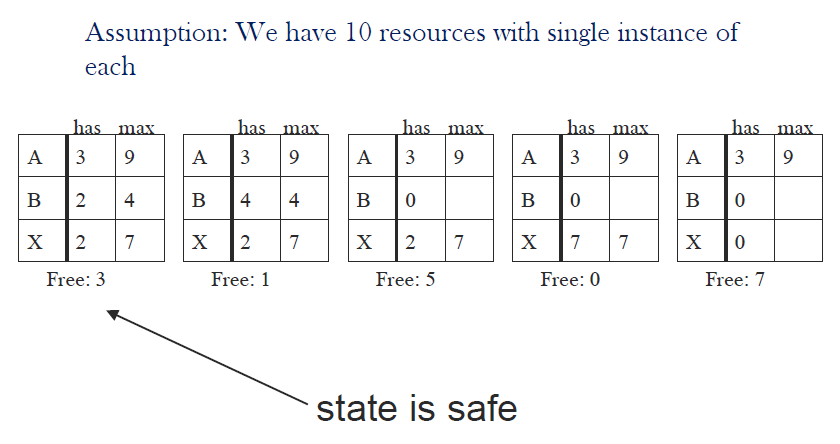 Assumption: We have 10 resources with single instance of
each
has max has max has max has max has max
A 3 9 A 3 9 A 3 9 A 3 9 A 3 9
B 2 4 B 4 4 B 0 B 0 B 0
X 2 7 X 2 7 X 2 7 X 7 7 X 0
Free: 3 Free: 1 Free: 5 Free: 0 Free: 7
state is safe